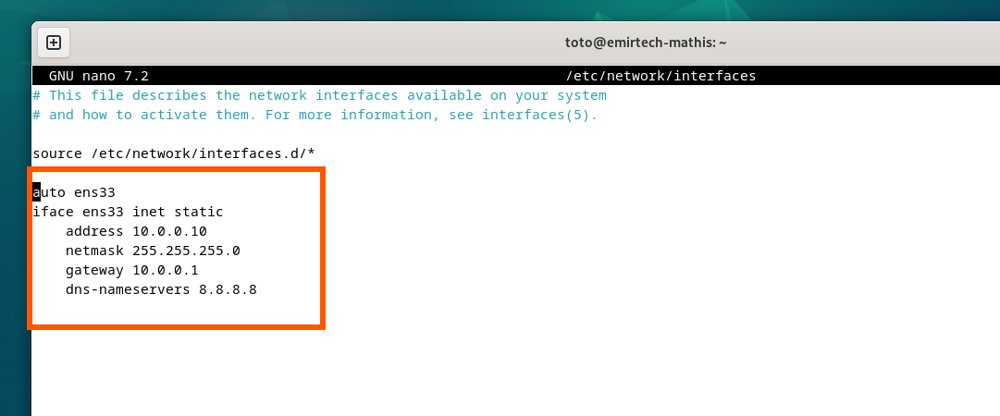 toto@emirtech-mathis: ~
GNU nano 7.2 /etc/network/interfaces
# This file describes the network interfaces available on your system
# and how to activate them. For more information, see interfaces(5).
source /etc/network/interfaces.d/*
auto ens33
iface ens33 inet static
address 10.0.0.10
netmask 255.255.255.0
gateway 10.0.0.1
dns-nameservers 8.8.8.8